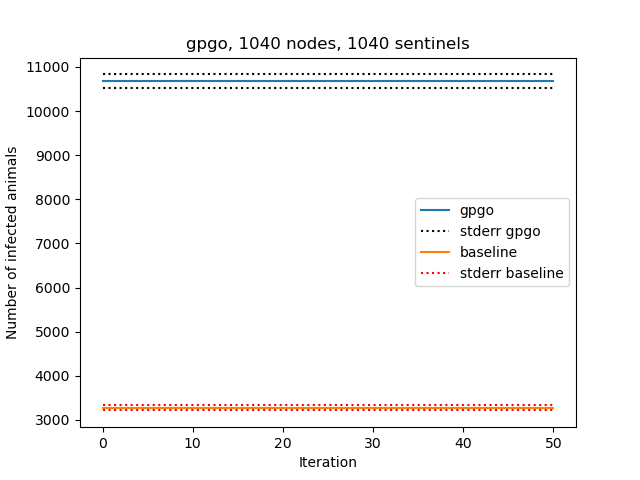 gpgo, 1040 nodes, 1040 sentinels
11000
10000
9000
8000
7000
6000
5000
4000
3000
Number of infected animals
gpgo
stderr gpgo
baseline
stderr baseline
0 10 20 30 40 50
Iteration